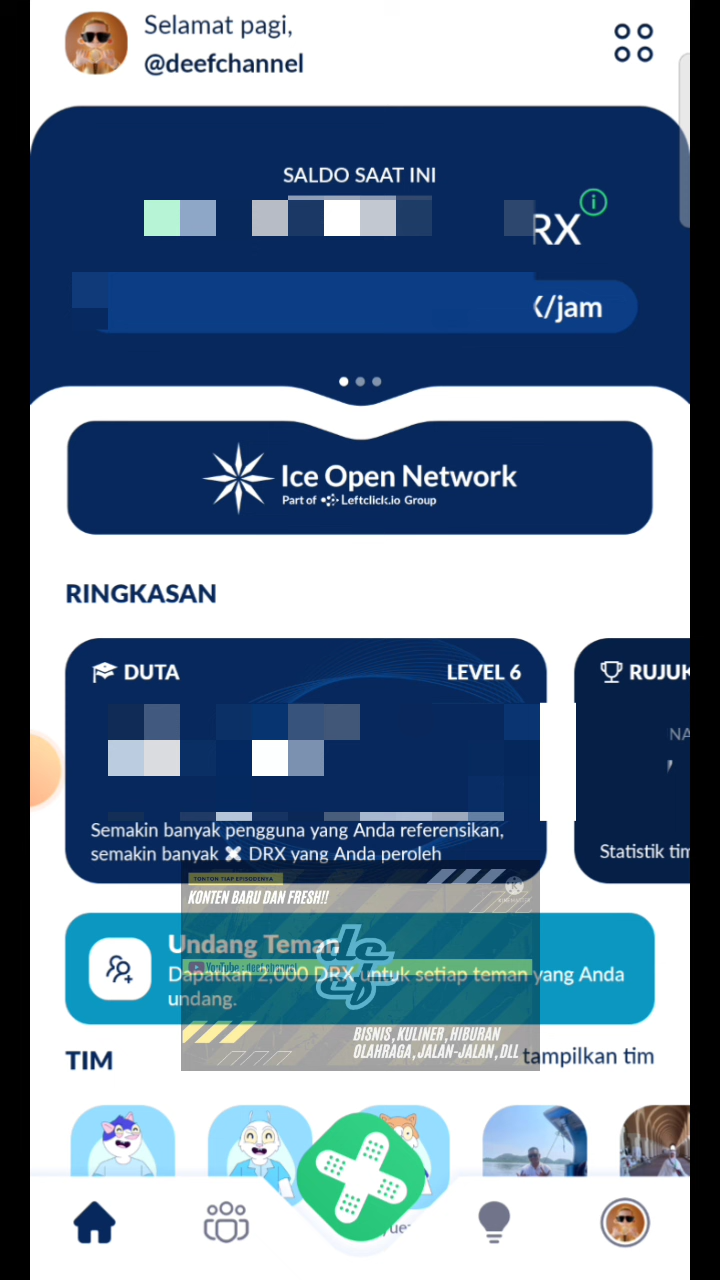 Selamat pagi,
@deefchannel
SALDO SAAT INI
RX
/jam
Ice Open Network
Part of Leftclick.io Group
RINGKASAN
DUTA
LEVEL 6
RUJUK
NA
Semakin banyak pengguna yang Anda referensikan,
semakin banyak DRX yang Anda peroleh
Statistik tim
TONTON TIAP EPISODENYA
KONTEN BARU DAN FRESH!!
Undang Teman
YouTube : deef channel
Dapatkan 2,000 DRX untuk setiap teman yang Anda
undang.
deep
BISNIS, KULINER, HIBURAN
OLAHRAGA, JALAN-JALAN, DLL
TIM
tampilkan tim